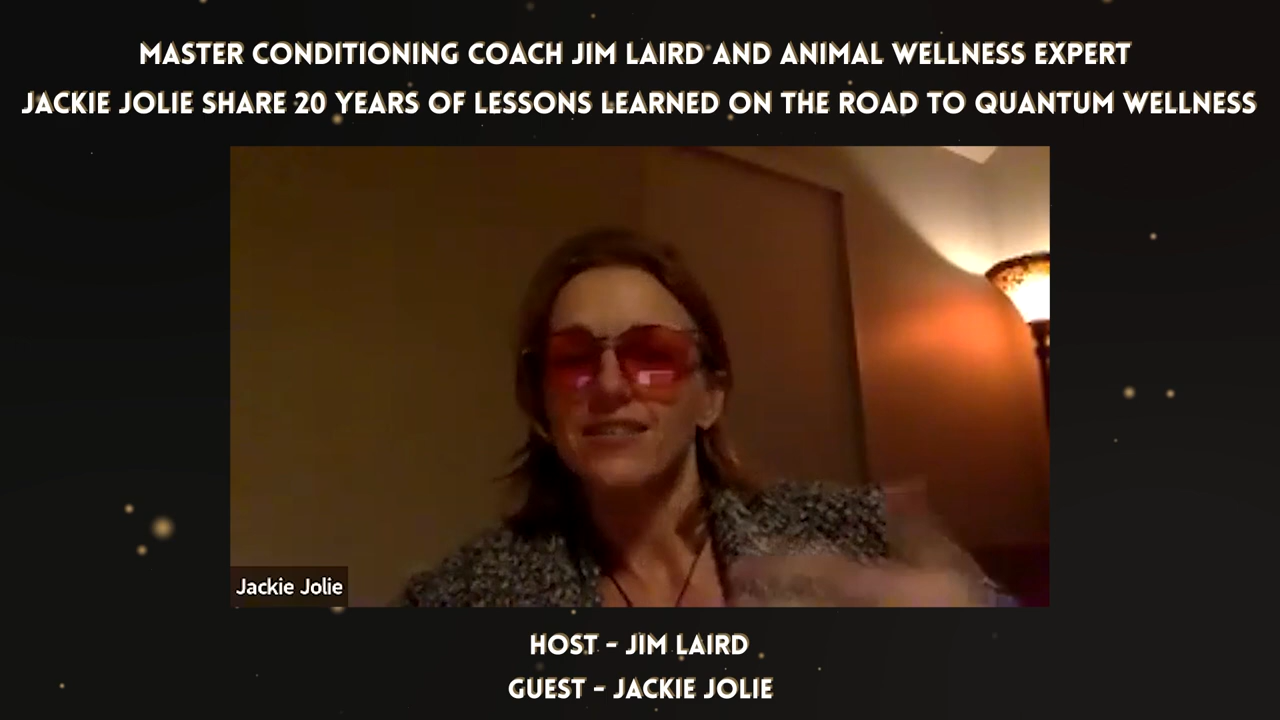 MASTER CONDITIONING COACH JIM LAIRD AND ANIMAL WELLNESS EXPERT
JACKIE JOLIE SHARE 20 YEARS OF LESSONS LEARNED ON THE ROAD TO QUANTUM WELLNESS
Jackie Jolie
HOST - JIM LAIRD
GUEST - JACKIE JOLIE